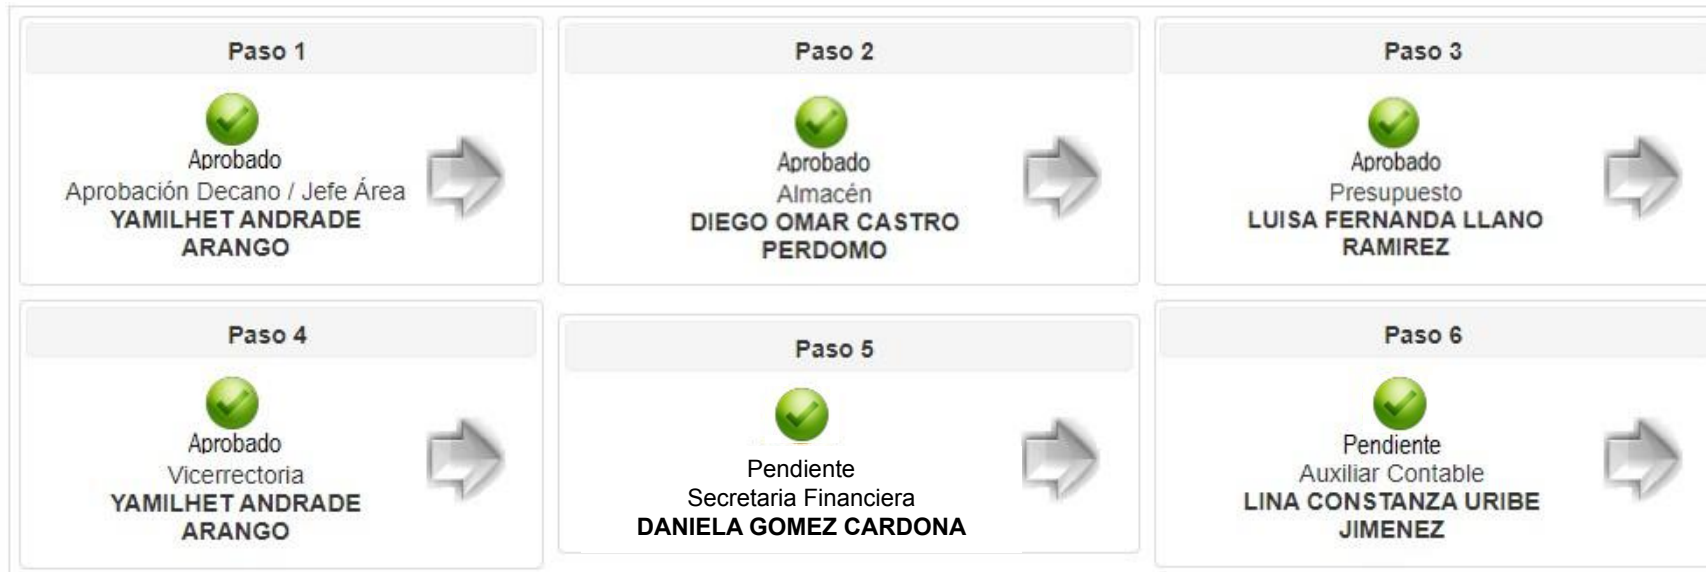 Paso 1
Aprobado
Aprobación Decano / Jefe Área
YAMILHET ANDRADE
ARANGO
Paso 2
Aprobado
Almacén
DIEGO OMAR CASTRO
PERDOMO
Paso 3
Aprobado
Presupuesto
LUISA FERNANDA LLANO
RAMIREZ
Paso 4
Aprobado
Vicerrectoria
YAMILHET ANDRADE
ARANGO
Paso 5
Pendiente
Secretaria Financiera
DANIELA GOMEZ CARDONA
Paso 6
Pendiente
Auxiliar Contable
LINA CONSTANZA URIBE
JIMENEZ